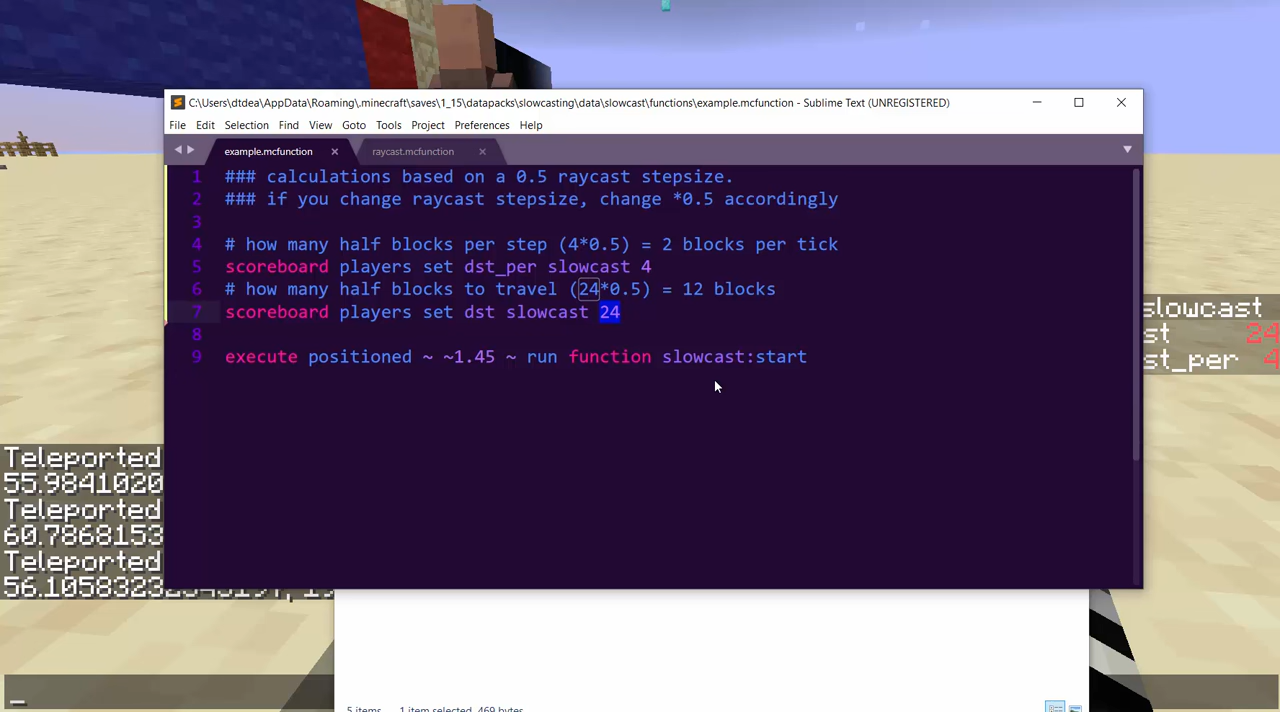 C:\Users\dtdea\AppData\Roaming\.minecraft\saves\1_15\datapacks\slowcasting\data\slowcast\functions\example.mcfunction - Sublime Text (UNREGISTERED)
File Edit Selection Find View Goto Tools Project Preferences Help
example.mcfunction raycast.mcfunction
1 ### calculations based on a 0.5 raycast stepsize.
2 ### if you change raycast stepsize, change *0.5 accordingly
3
4 # how many half blocks per step (4*0.5) = 2 blocks per tick
5 scoreboard players set dst_per slowcast 4
6 # how many half blocks to travel (24*0.5) = 12 blocks
7 scoreboard players set dst slowcast 24
8
9 execute positioned ~ ~1.45 ~ run function slowcast:start
slowcast
st 24
st_per 4
Teleported
55.9841020
Teleported
60.7868153
Teleported
56.1058323
5 items 1 item selected 469 bytes